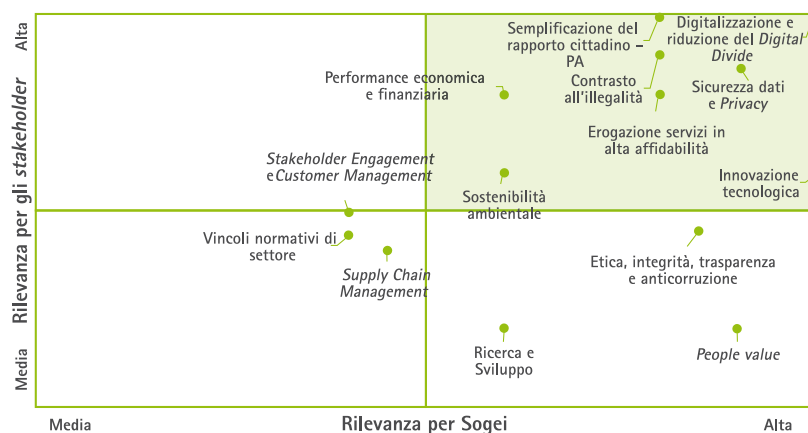 Alta
Rilevanza per gli stakeholder
Media
Semplificazione del
rapporto cittadino –
PA
Digitalizzazione e
riduzione del Digital
Divide
Performance economica
e finanziaria
Contrasto
all'illegalità
Sicurezza dati
e Privacy
Erogazione servizi in
alta affidabilità
Stakeholder Engagement
e Customer Management
Sostenibilità
ambientale
Innovazione
tecnologica
Vincoli normativi di
settore
Supply Chain
Management
Etica, integrità, trasparenza
e anticorruzione
Ricerca e
Sviluppo
People value
Media
Rilevanza per Sogei
Alta